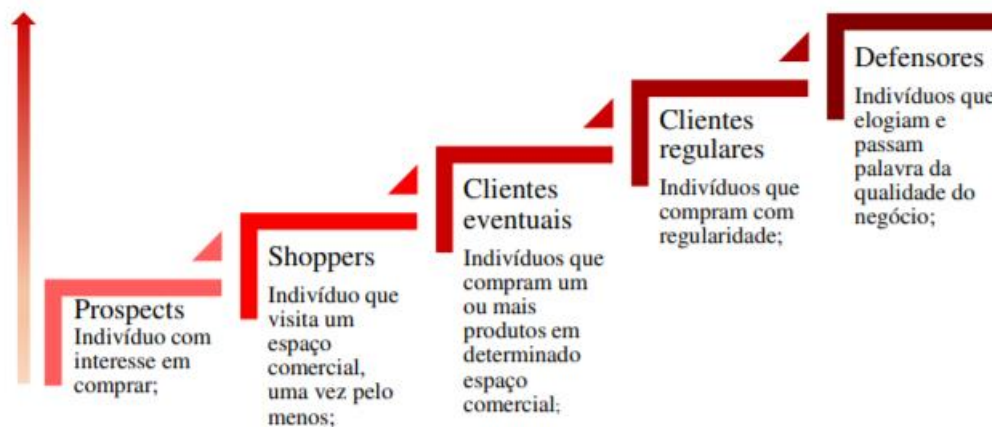 Prospects
Indivíduo com
interesse em
comprar;
Shoppers
Indivíduo que
visita um
espaço
comercial,
uma vez pelo
menos;
Clientes
eventuais
Indivíduos que
compram um
ou mais
produtos em
determinado
espaço
comercial;
Clientes
regulares
Indivíduos que
compram com
regularidade;
Defensores
Indivíduos que
elogiam e
passam
palavra da
qualidade do
negócio;